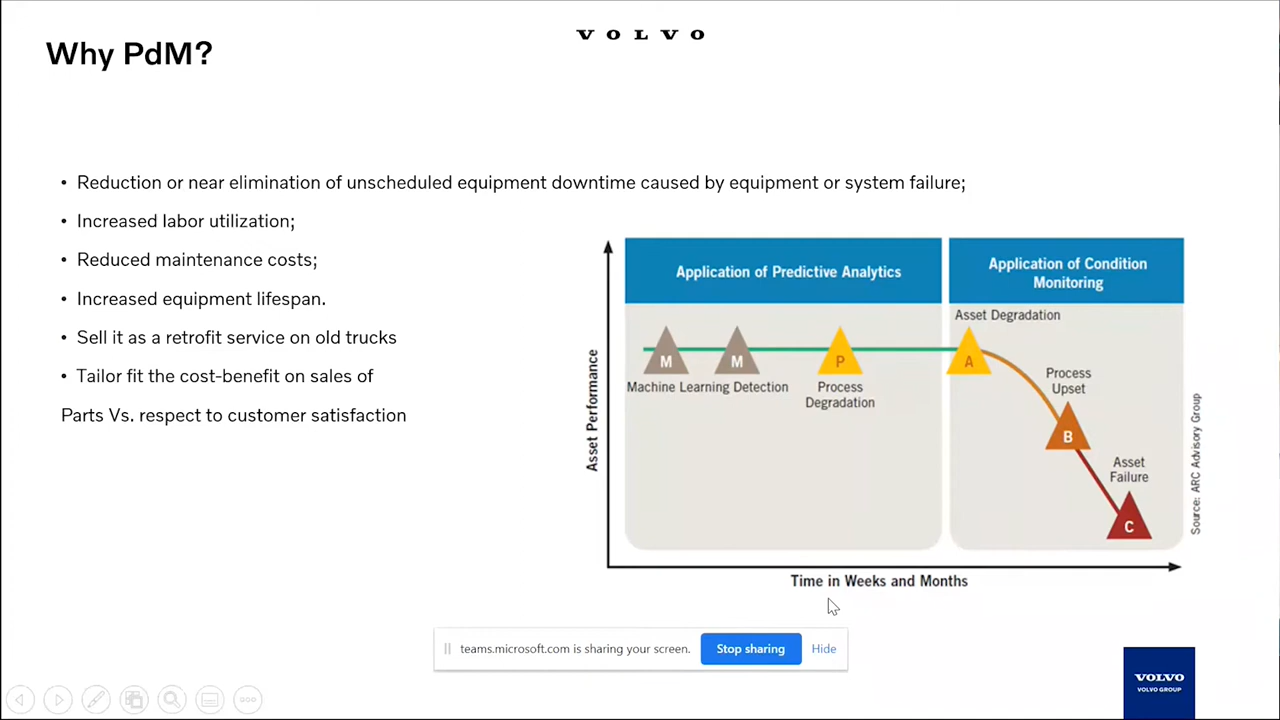 VOLVO
Why PdM?
• Reduction or near elimination of unscheduled equipment downtime caused by equipment or system failure;
• Increased labor utilization;
• Reduced maintenance costs;
• Increased equipment lifespan.
• Sell it as a retrofit service on old trucks
• Tailor fit the cost-benefit on sales of
Parts Vs. respect to customer satisfaction
Application of Predictive Analytics
Application of Condition
Monitoring
Asset Degradation
M
M
P
A
Machine Learning Detection
Process
Degradation
Process
Upset
B
Asset
Failure
C
Asset Performance
Time in Weeks and Months
Source: ARC Advisory Group
teams.microsoft.com is sharing your screen.
Stop sharing
Hide
VOLVO
VOLVO GROUP